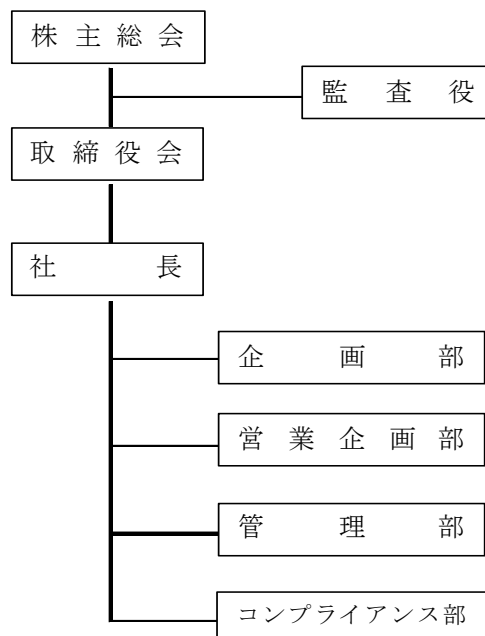 株主総会
監査役
取締役会
社長
企画部
営業企画部
管理部
コンプライアンス部